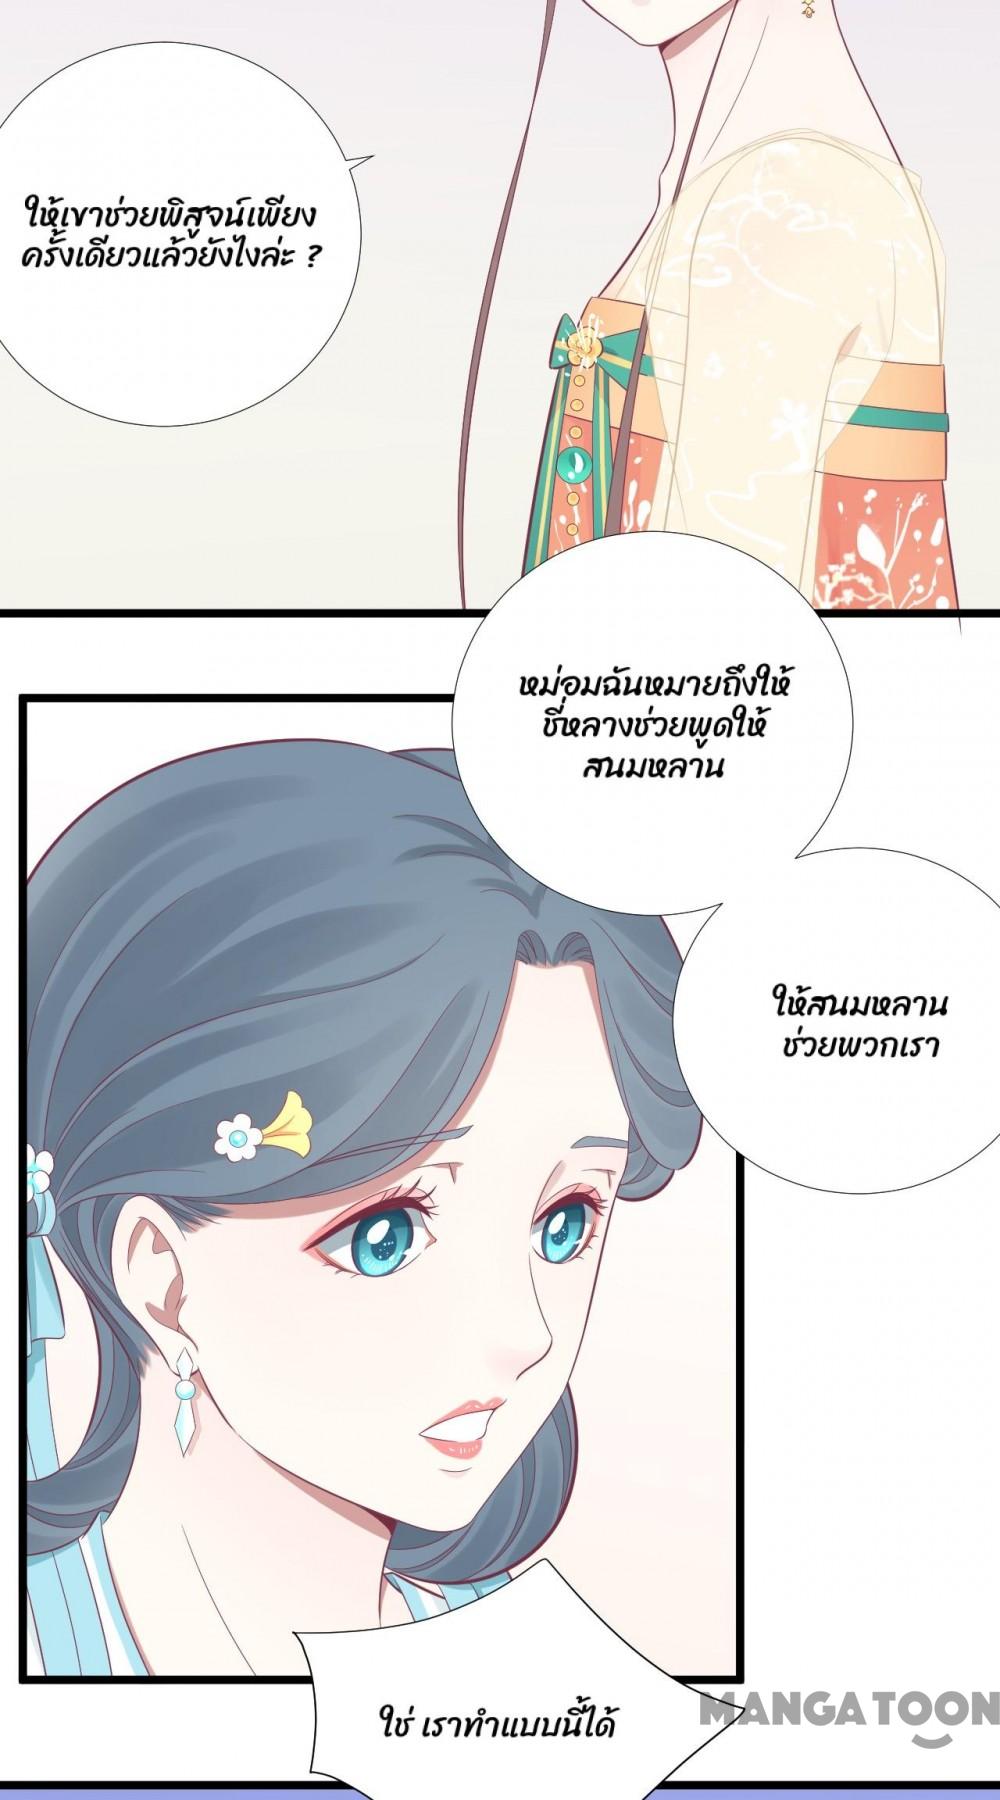 ให้เขาช่วยพิสูจน์เพียง
ครั้งเดียวแล้วยังไงล่ะ ?
หม่อมฉันหมายถึงให้
ชี่หลางช่วยพูดให้
สนมหลาน
ให้สนมหลาน
ช่วยพวกเรา
ใช่ เราทำแบบนี้ได้
MANGATOON